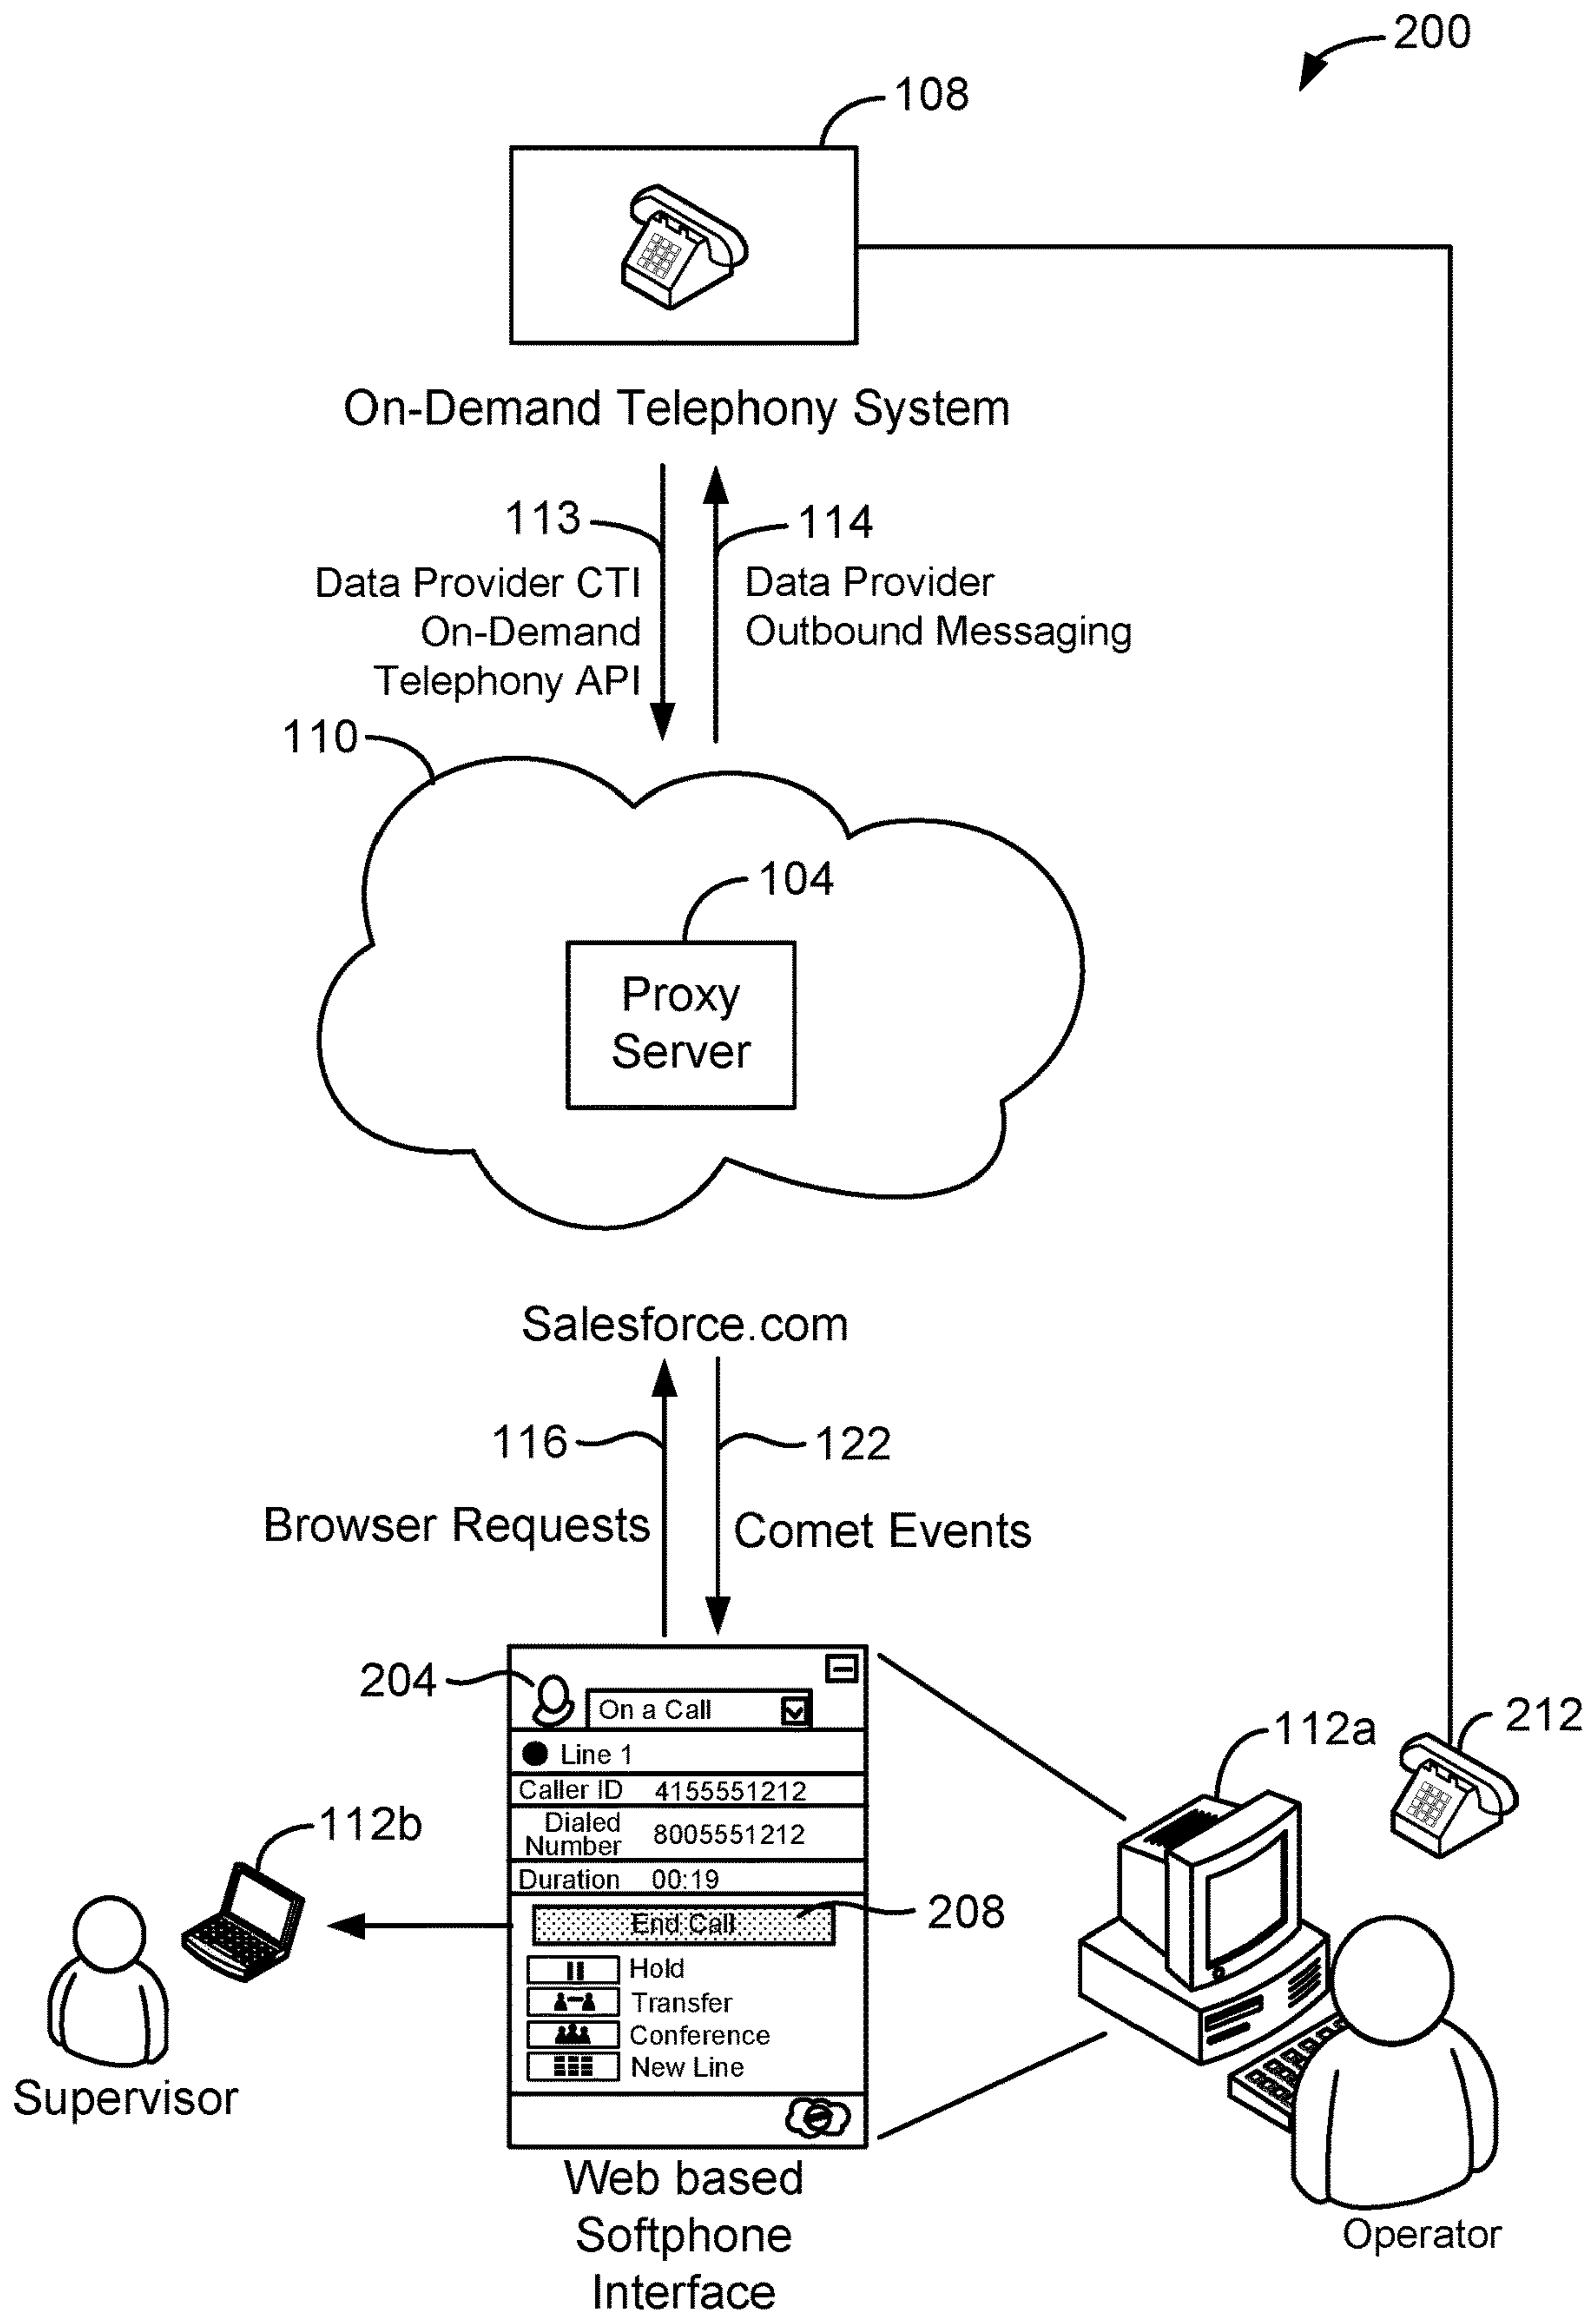 200
108
On-Demand Telephony System
113
114
Data Provider CTI
On-Demand
Telephony API
Data Provider
Outbound Messaging
110
104
Proxy
Server
Salesforce.com
116
122
Browser Requests
Comet Events
204
On a Call
Line 1
Caller ID 4155551212
Dialed
Number 8005551212
Duration 00:19
End Call
208
Hold
Transfer
Conference
New Line
112a
212
112b
Supervisor
Operator
Web based
Softphone
Interface